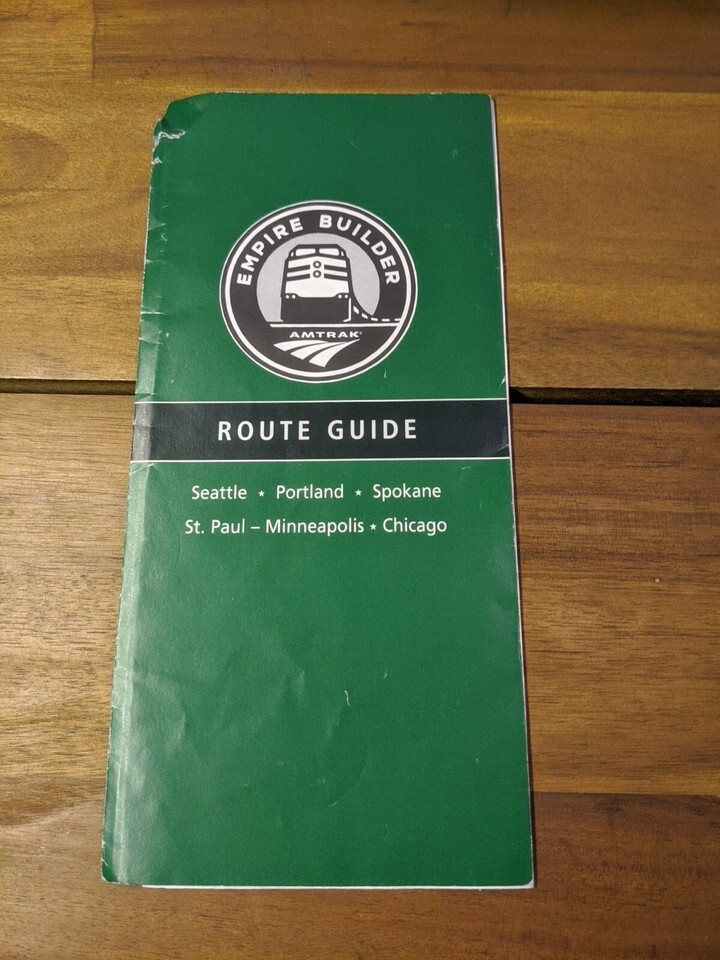 EMPIRE BUILDER
AMTRAK
ROUTE GUIDE
Seattle ★ Portland ★ Spokane
St. Paul – Minneapolis ★ Chicago